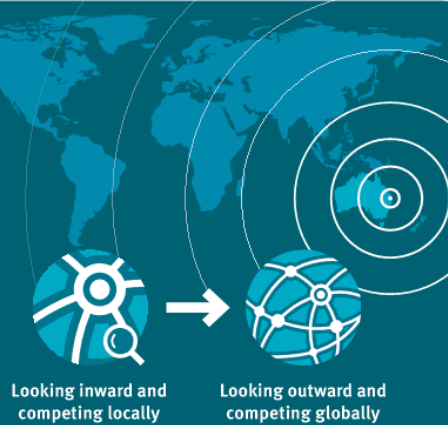 Looking inward and
competing locally
Looking outward and
competing globally